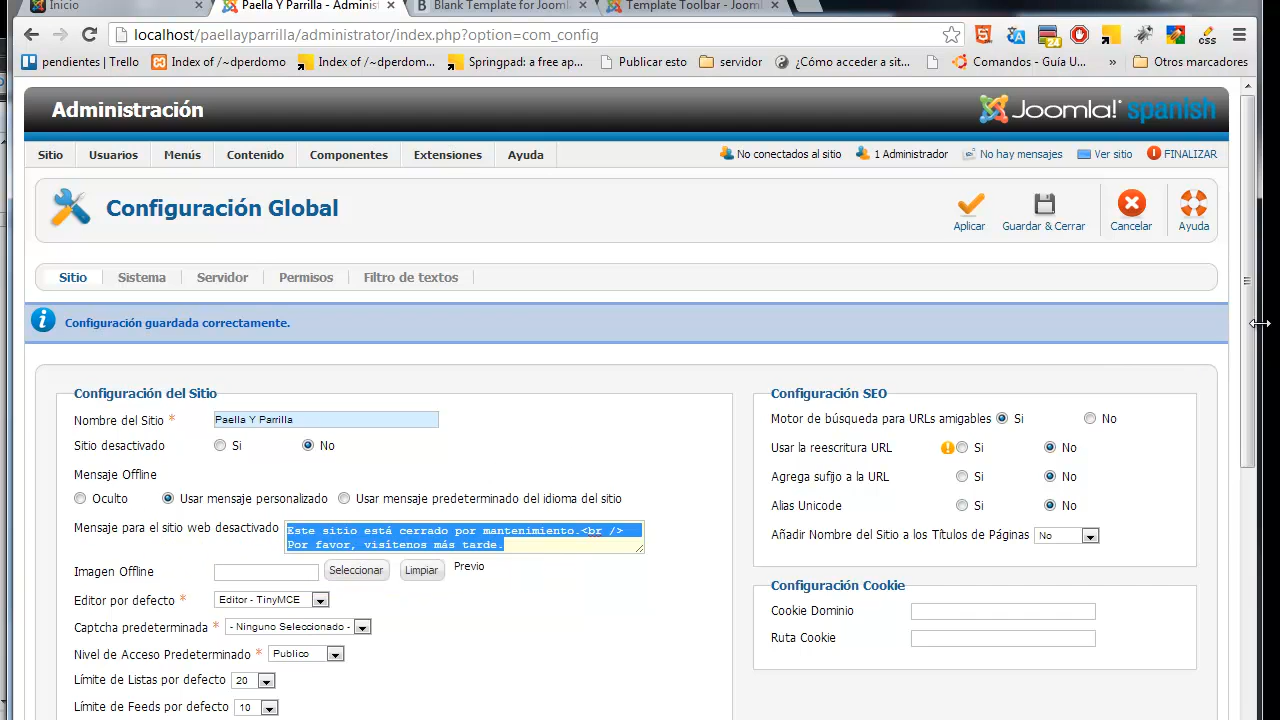 Inicio
Paella Y Parrilla - Adminis
Blank Template for Jooml
Template Toolbar - Jooml
localhost/paellayparrilla/administrator/index.php?option=com_config
pendientes | Trello
Index of /~dperdomo
Index of /~dperdom...
Springpad: a free app...
Publicar esto
servidor
¿Cómo acceder a sit...
Comandos - Guía U...
»
Otros marcadores
Administración
Joomla! spanish
Sitio
Usuarios
Menús
Contenido
Componentes
Extensiones
Ayuda
No conectados al sitio
1 Administrador
No hay mensajes
Ver sitio
FINALIZAR
Configuración Global
Aplicar
Guardar & Cerrar
Cancelar
Ayuda
Sitio
Sistema
Servidor
Permisos
Filtro de textos
Configuración guardada correctamente.
Configuración del Sitio
Nombre del Sitio * Paella Y Parrilla
Sitio desactivado Si No
Mensaje Offline
Oculto Usar mensaje personalizado Usar mensaje predeterminado del idioma del sitio
Mensaje para el sitio web desactivado
Este sitio está cerrado por mantenimiento.<br />
Por favor, visítenos más tarde.
Imagen Offline Seleccionar Limpiar Previo
Editor por defecto * Editor - TinyMCE
Captcha predeterminada * - Ninguno Seleccionado -
Nivel de Acceso Predeterminado * Publico
Límite de Listas por defecto 20
Límite de Feeds por defecto 10
Configuración SEO
Motor de búsqueda para URLs amigables Si No
Usar la reescritura URL Si No
Agrega sufijo a la URL Si No
Alias Unicode Si No
Añadir Nombre del Sitio a los Títulos de Páginas No
Configuración Cookie
Cookie Dominio
Ruta Cookie